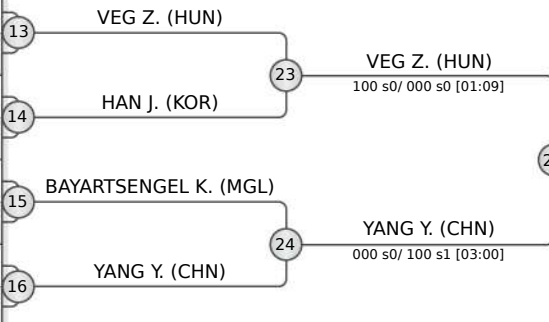 VEG Z. (HUN)
13
23
VEG Z. (HUN)
100 s0/ 000 s0 [01:09]
HAN J. (KOR)
14
BAYARTSENGEL K. (MGL)
15
24
YANG Y. (CHN)
000 s0/ 100 s1 [03:00]
YANG Y. (CHN)
16